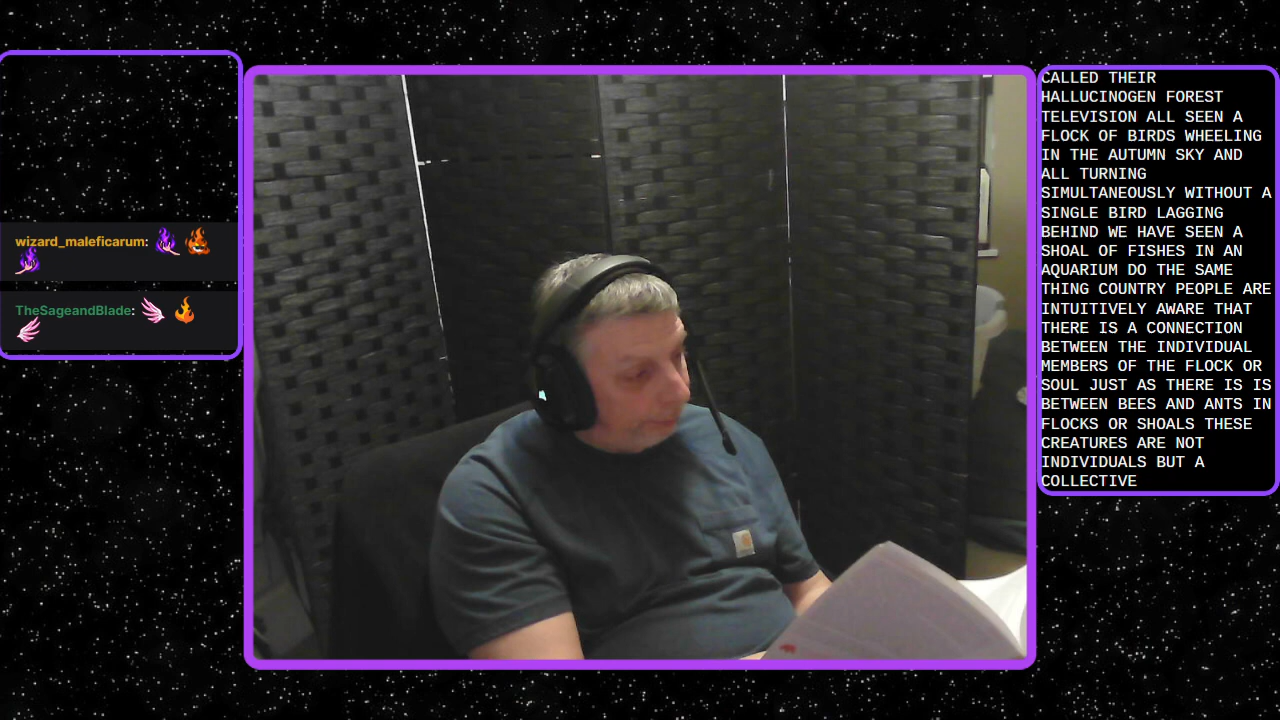 wizard_maleficarum:
TheSageandBlade:
CALLED THEIR
HALLUCINOGEN FOREST
TELEVISION ALL SEEN A
FLOCK OF BIRDS WHEELING
IN THE AUTUMN SKY AND
ALL TURNING
SIMULTANEOUSLY WITHOUT A
SINGLE BIRD LAGGING
BEHIND WE HAVE SEEN A
SHOAL OF FISHES IN AN
AQUARIUM DO THE SAME
THING COUNTRY PEOPLE ARE
INTUITIVELY AWARE THAT
THERE IS A CONNECTION
BETWEEN THE INDIVIDUAL
MEMBERS OF THE FLOCK OR
SOUL JUST AS THERE IS IS
BETWEEN BEES AND ANTS IN
FLOCKS OR SHOALS THESE
CREATURES ARE NOT
INDIVIDUALS BUT A
COLLECTIVE